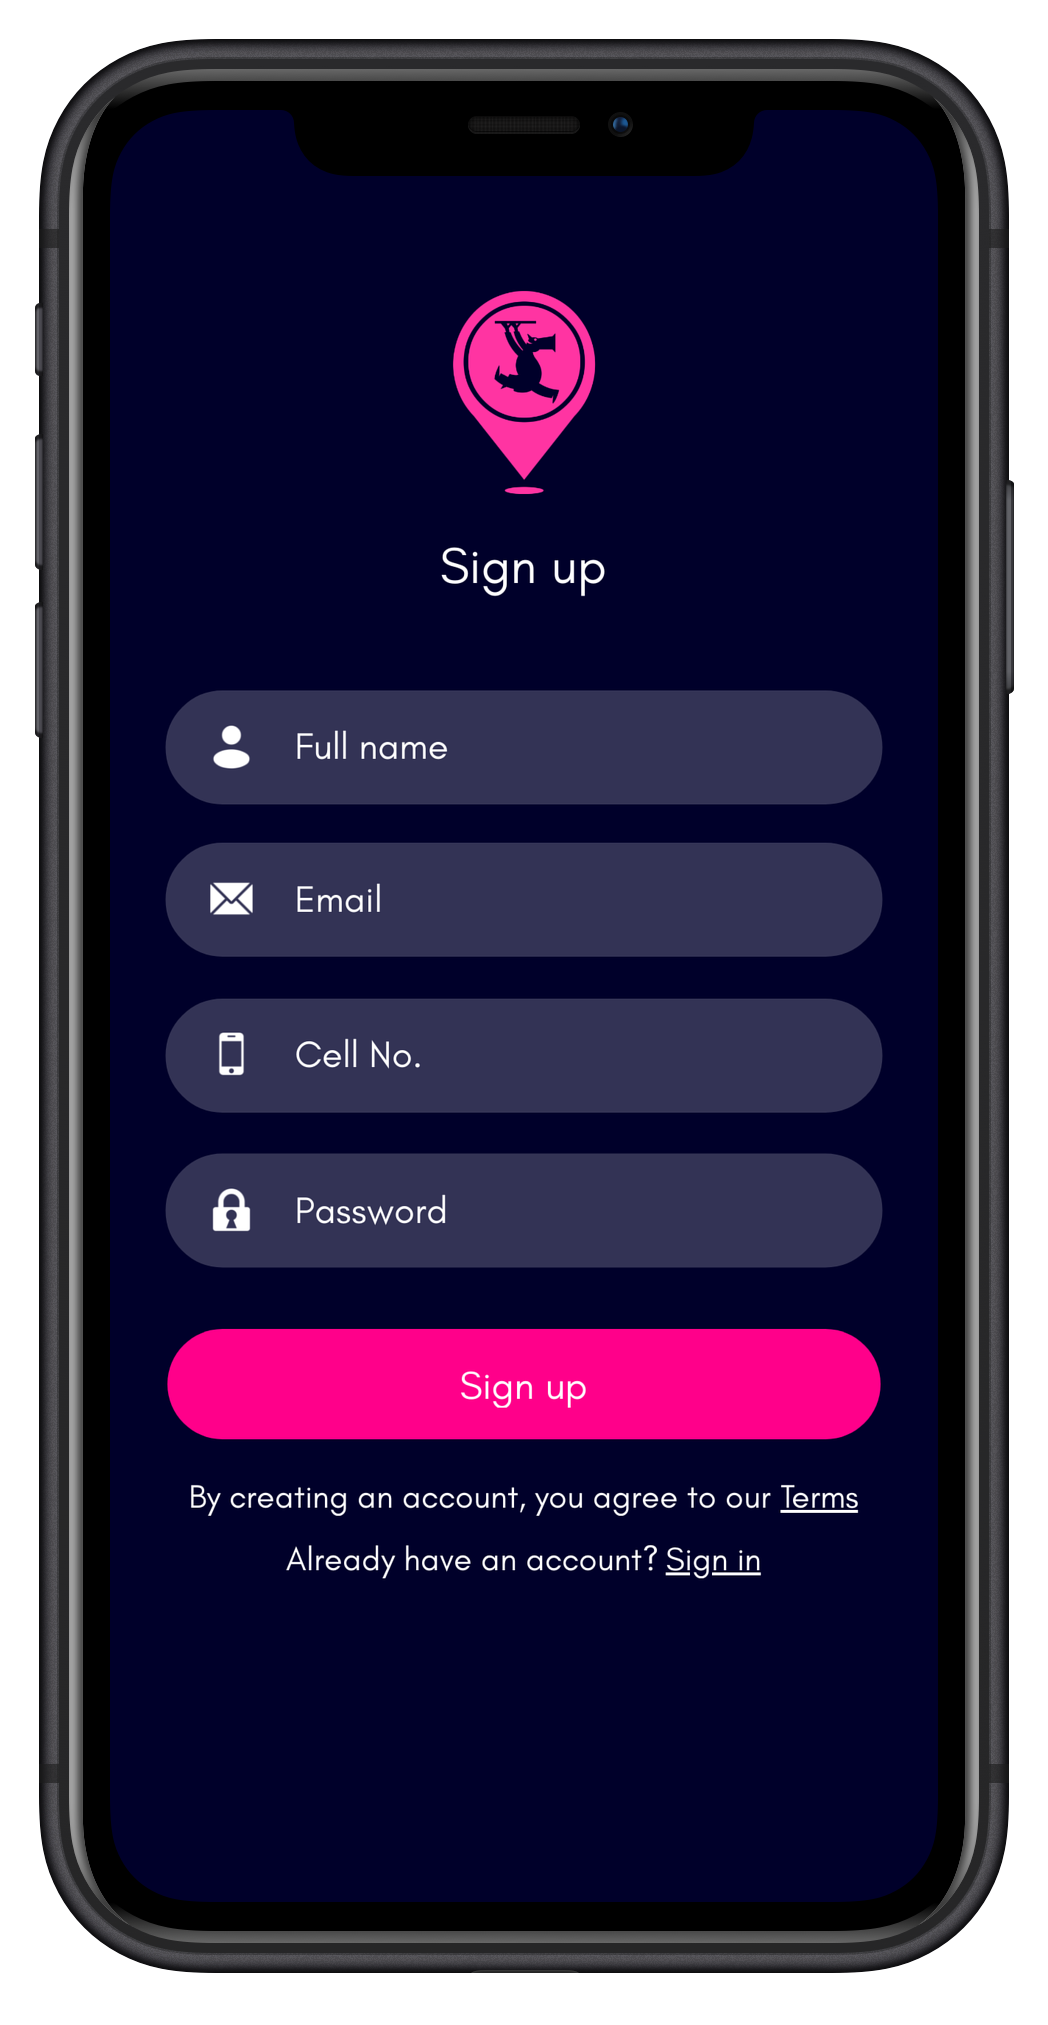 Sign up
Full name
Email
Cell No.
Password
Sign up
By creating an account, you agree to our Terms
Already have an account? Sign in